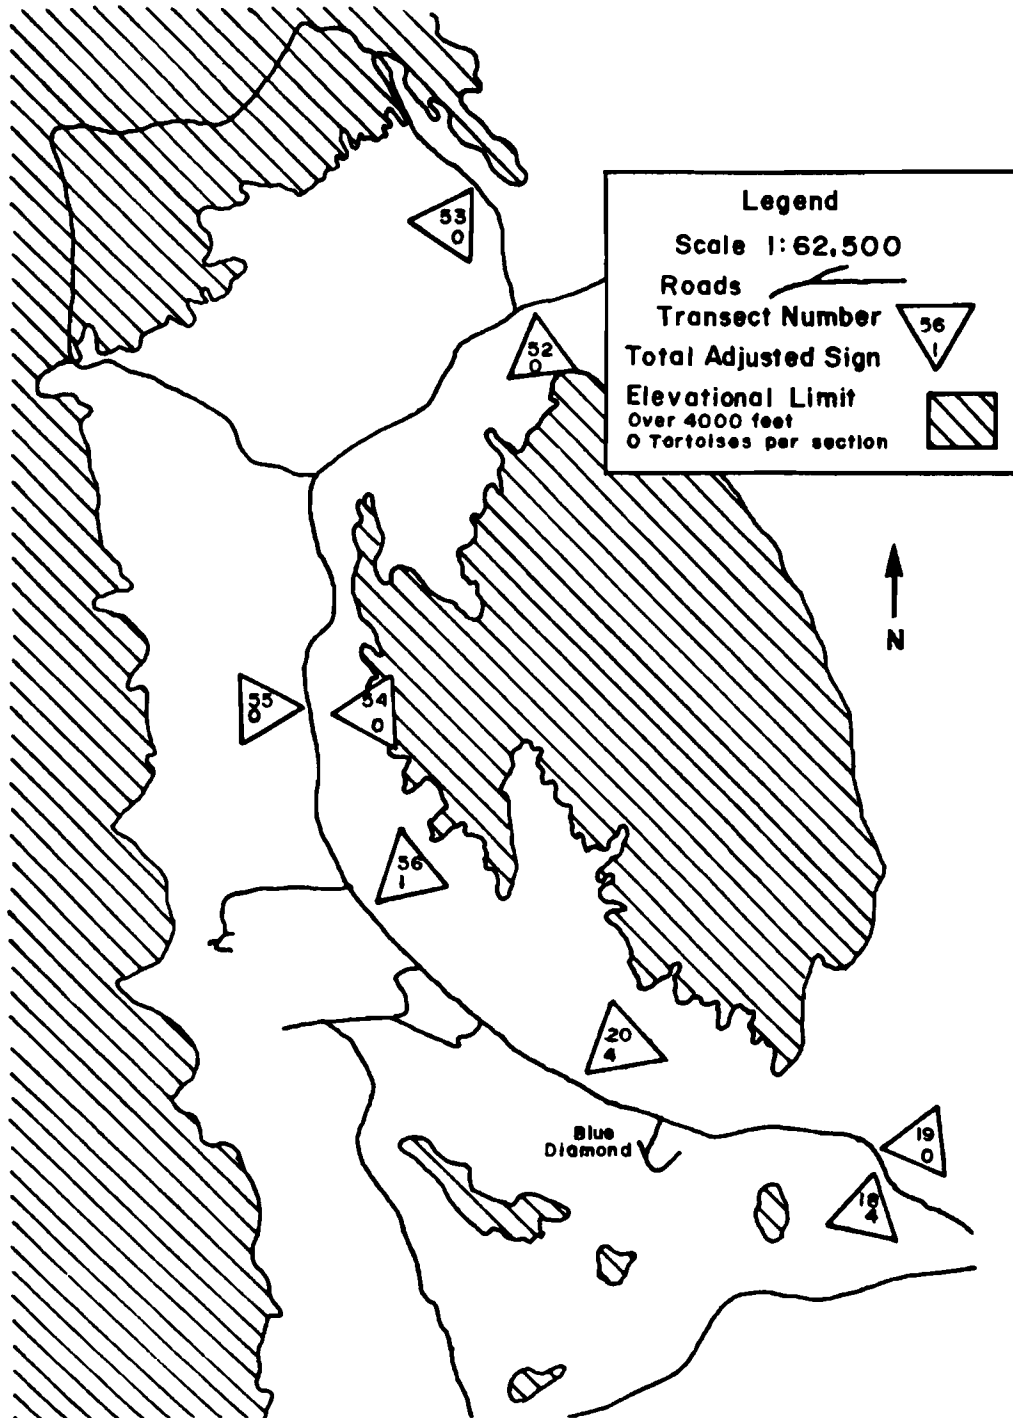 53
0
Legend
Scale 1:62,500
Roads
Transect Number
56
1
Total Adjusted Sign
Elevational Limit
Over 4000 feet
0 Tortoises per section
52
0
N
55
0
54
0
56
1
20
4
Blue
Diamond
19
0
18
4